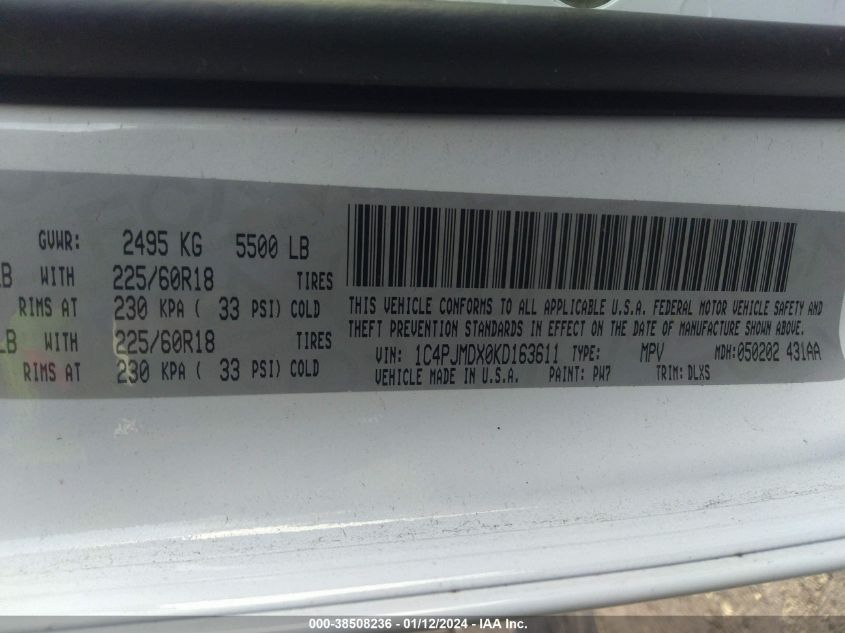 GVWR: 2495 KG 5500 LB
LB WITH 225/60R18 TIRES
RIMS AT 230 KPA ( 33 PSI) COLD
LB WITH 225/60R18 TIRES
RIMS AT 230 KPA ( 33 PSI) COLD
THIS VEHICLE CONFORMS TO ALL APPLICABLE U.S.A. FEDERAL MOTOR VEHICLE SAFETY AND
THEFT PREVENTION STANDARDS IN EFFECT ON THE DATE OF MANUFACTURE SHOWN ABOVE.
VIN: 1C4PJMDX0KD163611 TYPE: MPV MDH: 050202 431AA
VEHICLE MADE IN U.S.A. PAINT: PW7 TRIM: DLXS
000-38508236 - 01/12/2024 - IAA Inc.